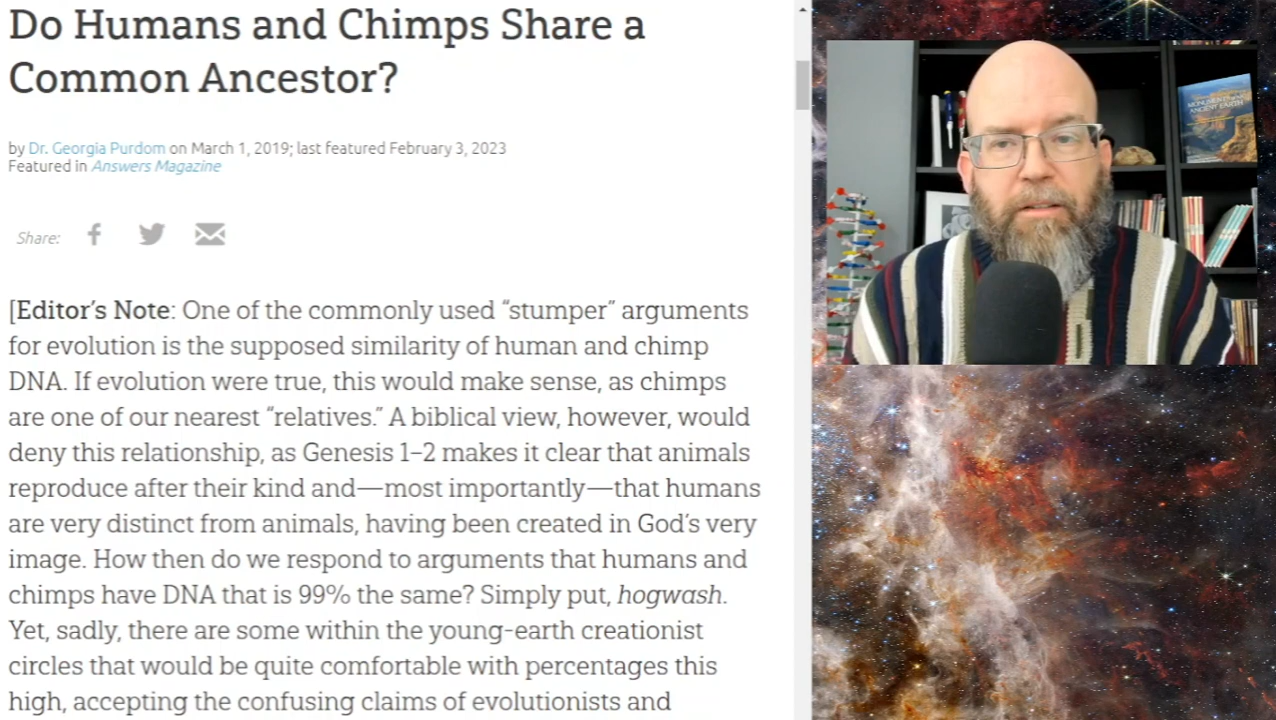 Do Humans and Chimps Share a
Common Ancestor?
by Dr. Georgia Purdom on March 1, 2019; last featured February 3, 2023
Featured in Answers Magazine
Share:
[Editor’s Note: One of the commonly used “stumper” arguments
for evolution is the supposed similarity of human and chimp
DNA. If evolution were true, this would make sense, as chimps
are one of our nearest “relatives.” A biblical view, however, would
deny this relationship, as Genesis 1–2 makes it clear that animals
reproduce after their kind and—most importantly—that humans
are very distinct from animals, having been created in God’s very
image. How then do we respond to arguments that humans and
chimps have DNA that is 99% the same? Simply put, hogwash.
Yet, sadly, there are some within the young-earth creationist
circles that would be quite comfortable with percentages this
high, accepting the confusing claims of evolutionists and
ANCIENT EARTH